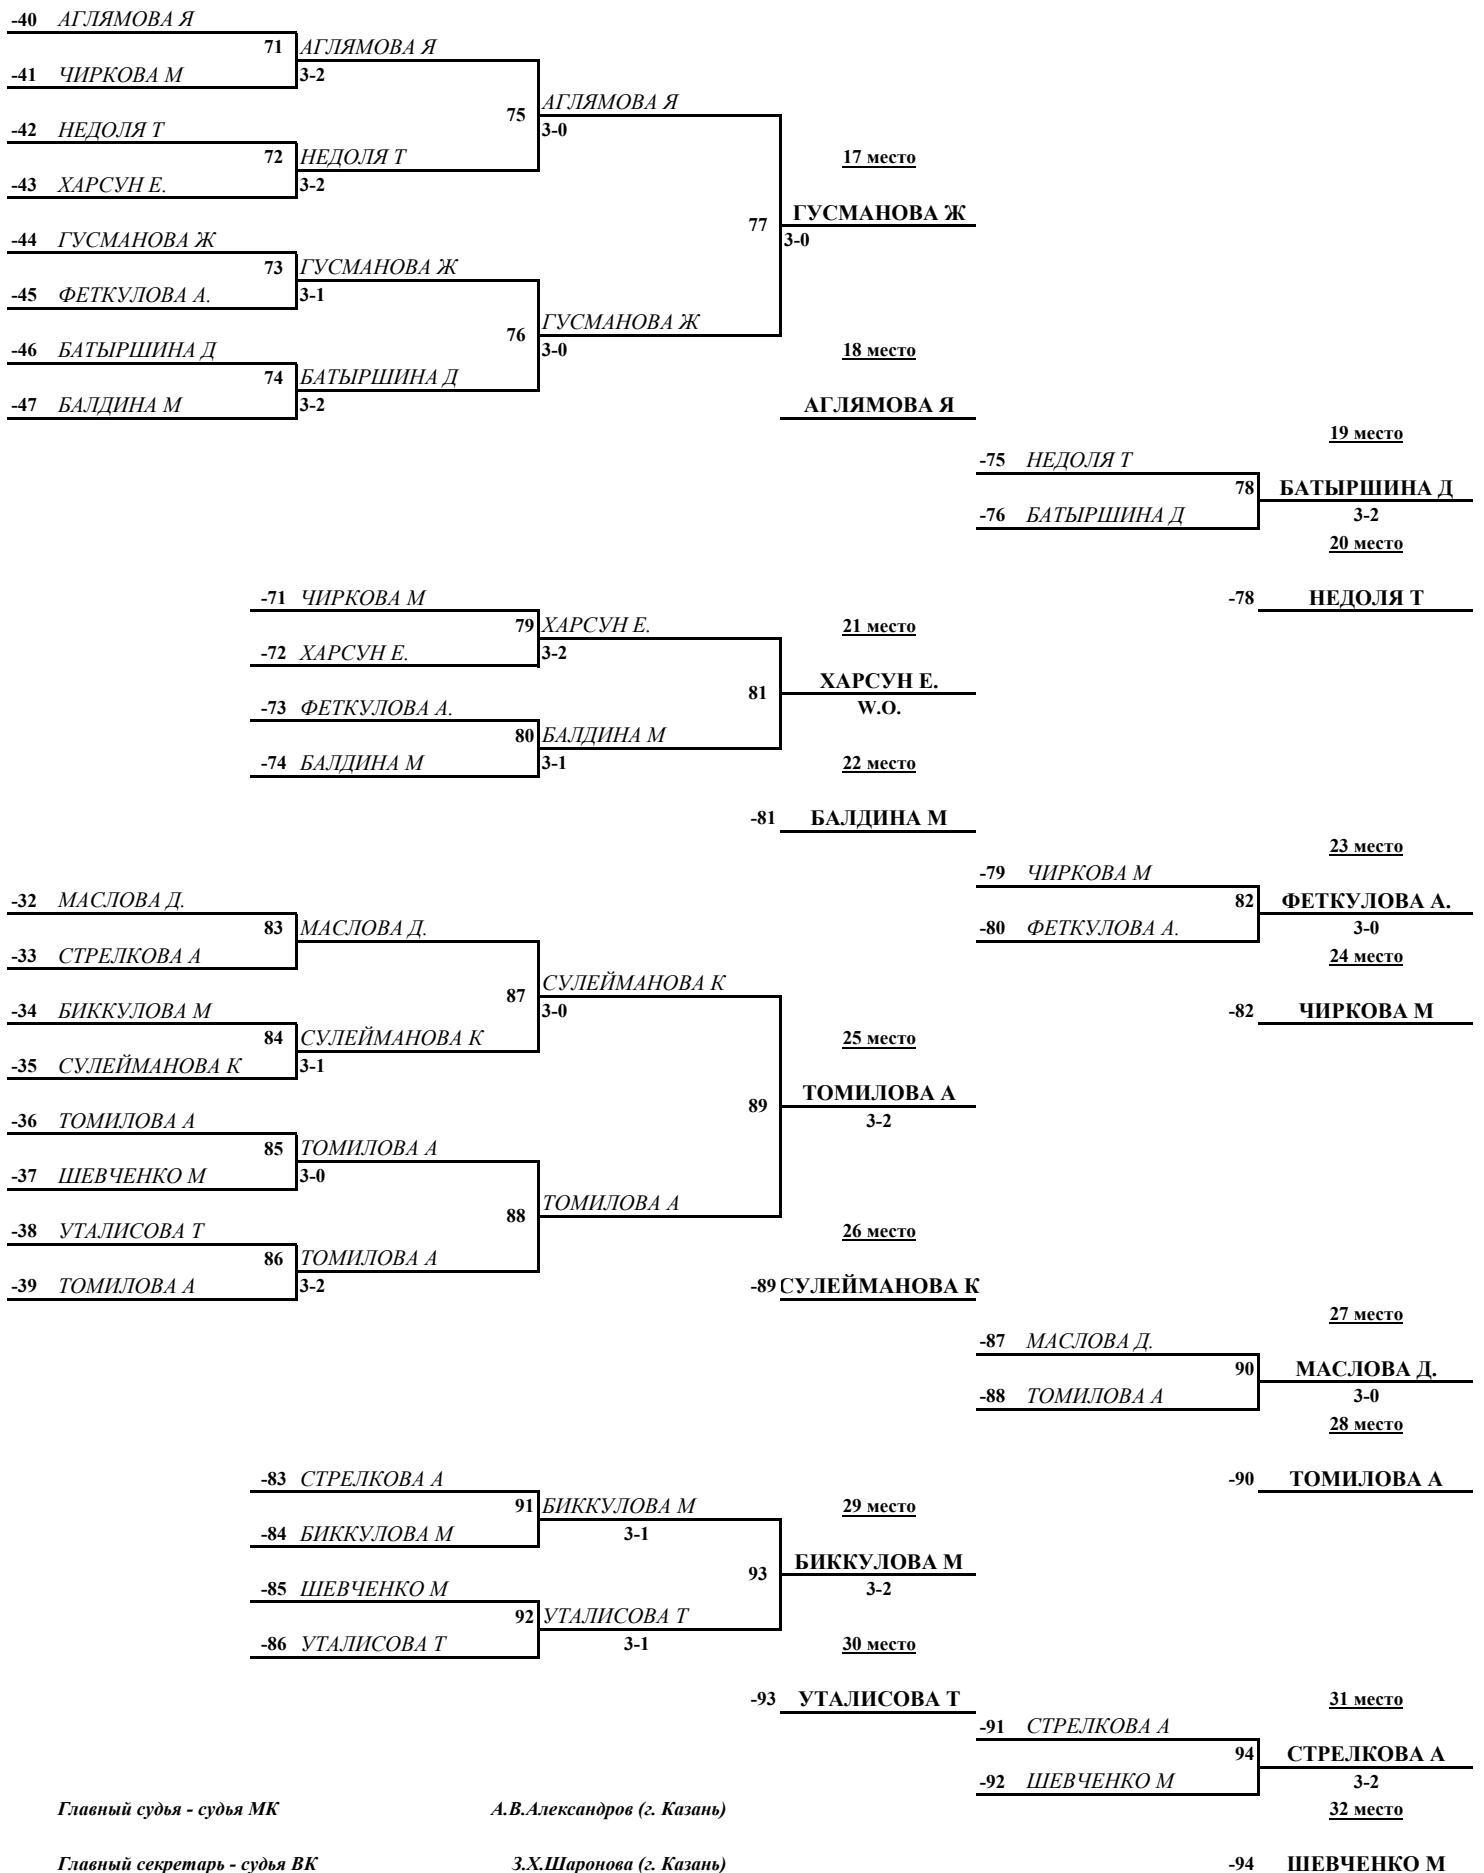 -40 АГЛЯМОВА Я
71 АГЛЯМОВА Я
-41 ЧИРКОВА М 3-2
75 АГЛЯМОВА Я
3-0
-42 НЕДОЛЯ Т
72 НЕДОЛЯ Т 17 место
-43 ХАРСУН Е. 3-2
77 ГУСМАНОВА Ж
3-0
-44 ГУСМАНОВА Ж
73 ГУСМАНОВА Ж
-45 ФЕТКУЛОВА А. 3-1
76 ГУСМАНОВА Ж
-46 БАТЫРШИНА Д 3-0 18 место
74 БАТЫРШИНА Д
-47 БАЛДИНА М 3-2 АГЛЯМОВА Я
19 место
-75 НЕДОЛЯ Т
78 БАТЫРШИНА Д
-76 БАТЫРШИНА Д 3-2
20 место
-71 ЧИРКОВА М -78 НЕДОЛЯ Т
79 ХАРСУН Е. 21 место
-72 ХАРСУН Е. 3-2
81 ХАРСУН Е.
-73 ФЕТКУЛОВА А. W.O.
80 БАЛДИНА М
-74 БАЛДИНА М 3-1 22 место
-81 БАЛДИНА М
23 место
-79 ЧИРКОВА М
-32 МАСЛОВА Д. 82 ФЕТКУЛОВА А.
83 МАСЛОВА Д. -80 ФЕТКУЛОВА А. 3-0
-33 СТРЕЛКОВА А 24 место
87 СУЛЕЙМАНОВА К
-34 БИККУЛОВА М 3-0 -82 ЧИРКОВА М
84 СУЛЕЙМАНОВА К 25 место
-35 СУЛЕЙМАНОВА К 3-1
89 ТОМИЛОВА А
-36 ТОМИЛОВА А 3-2
85 ТОМИЛОВА А
-37 ШЕВЧЕНКО М 3-0
88 ТОМИЛОВА А
-38 УТАЛИСОВА Т 26 место
86 ТОМИЛОВА А
-39 ТОМИЛОВА А 3-2 -89 СУЛЕЙМАНОВА К
27 место
-87 МАСЛОВА Д.
90 МАСЛОВА Д.
-88 ТОМИЛОВА А 3-0
28 место
-83 СТРЕЛКОВА А -90 ТОМИЛОВА А
91 БИККУЛОВА М 29 место
-84 БИККУЛОВА М 3-1
93 БИККУЛОВА М
-85 ШЕВЧЕНКО М 3-2
92 УТАЛИСОВА Т
-86 УТАЛИСОВА Т 3-1 30 место
-93 УТАЛИСОВА Т 31 место
-91 СТРЕЛКОВА А
94 СТРЕЛКОВА А
-92 ШЕВЧЕНКО М 3-2
Главный судья - судья МК А.В.Александров (г. Казань) 32 место
Главный секретарь - судья ВК З.Х.Шаронова (г. Казань) -94 ШЕВЧЕНКО М